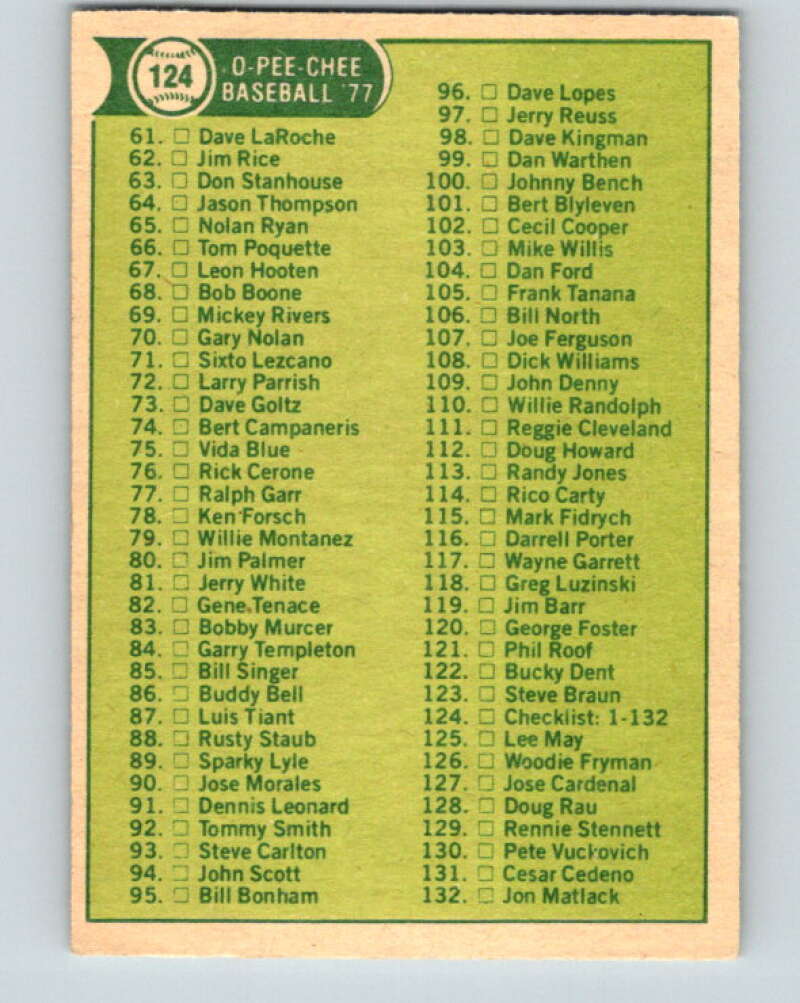 124
O-PEE-CHEE
BASEBALL '77
61. Dave LaRoche
62. Jim Rice
63. Don Stanhouse
64. Jason Thompson
65. Nolan Ryan
66. Tom Poquette
67. Leon Hooten
68. Bob Boone
69. Mickey Rivers
70. Gary Nolan
71. Sixto Lezcano
72. Larry Parrish
73. Dave Goltz
74. Bert Campaneris
75. Vida Blue
76. Rick Cerone
77. Ralph Garr
78. Ken Forsch
79. Willie Montanez
80. Jim Palmer
81. Jerry White
82. Gene Tenace
83. Bobby Murcer
84. Garry Templeton
85. Bill Singer
86. Buddy Bell
87. Luis Tiant
88. Rusty Staub
89. Sparky Lyle
90. Jose Morales
91. Dennis Leonard
92. Tommy Smith
93. Steve Carlton
94. John Scott
95. Bill Bonham
96. Dave Lopes
97. Jerry Reuss
98. Dave Kingman
99. Dan Warthen
100. Johnny Bench
101. Bert Blyleven
102. Cecil Cooper
103. Mike Willis
104. Dan Ford
105. Frank Tanana
106. Bill North
107. Joe Ferguson
108. Dick Williams
109. John Denny
110. Willie Randolph
111. Reggie Cleveland
112. Doug Howard
113. Randy Jones
114. Rico Carty
115. Mark Fidrych
116. Darrell Porter
117. Wayne Garrett
118. Greg Luzinski
119. Jim Barr
120. George Foster
121. Phil Roof
122. Bucky Dent
123. Steve Braun
124. Checklist: 1-132
125. Lee May
126. Woodie Fryman
127. Jose Cardenal
128. Doug Rau
129. Rennie Stennett
130. Pete Vuckovich
131. Cesar Cedeno
132. Jon Matlack